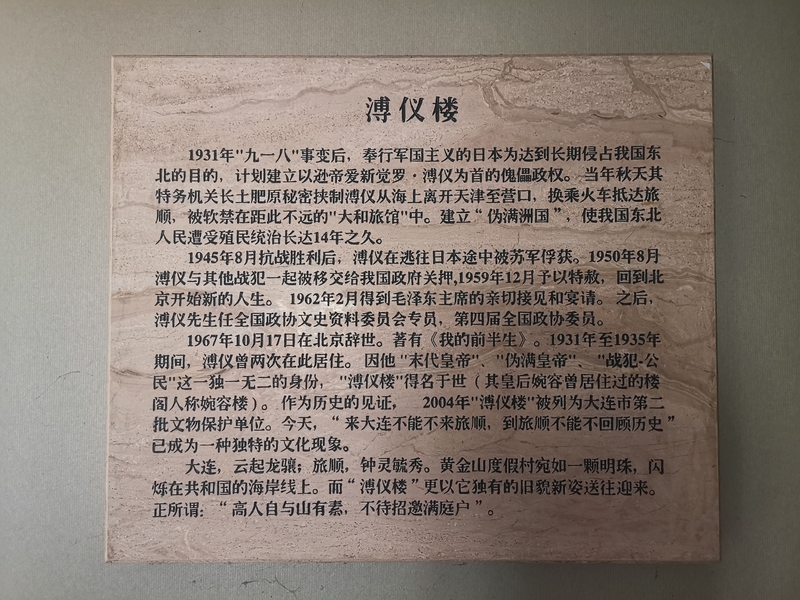 溥仪楼
1931年"九一八"事变后，奉行军国主义的日本为达到长期侵占我国东
北的目的，计划建立以逊帝爱新觉罗·溥仪为首的傀儡政权。当年秋天其
特务机关长土肥原秘密挟制溥仪从海上离开天津至营口，换乘火车抵达旅
顺，被软禁在距此不远的"大和旅馆"中。建立“伪满洲国”，使我国东北
人民遭受殖民统治长达14年之久。
1945年8月抗战胜利后，溥仪在逃往日本途中被苏军俘获。1950年8月
溥仪与其他战犯一起被移交给我国政府关押,1959年12月予以特赦，回到北
京开始新的人生。 1962年2月得到毛泽东主席的亲切接见和宴请。之后，
溥仪先生任全国政协文史资料委员会专员，第四届全国政协委员。
1967年10月17日在北京辞世。著有《我的前半生》。1931年至1935年
期间，溥仪曾两次在此居住。因他"末代皇帝"、"伪满皇帝"、"战犯-公
民"这一独一无二的身份，"溥仪楼"得名于世（其皇后婉容曾居住过的楼
阁人称婉容楼）。作为历史的见证， 2004年"溥仪楼"被列为大连市第二
批文物保护单位。今天，“来大连不能不来旅顺，到旅顺不能不回顾历史”
已成为一种独特的文化现象。
大连，云起龙骧；旅顺，钟灵毓秀。黄金山度假村宛如一颗明珠，闪
烁在共和国的海岸线上。而“溥仪楼”更以它独有的旧貌新姿送往迎来。
正所谓：“高人自与山有素，不待招邀满庭户”。